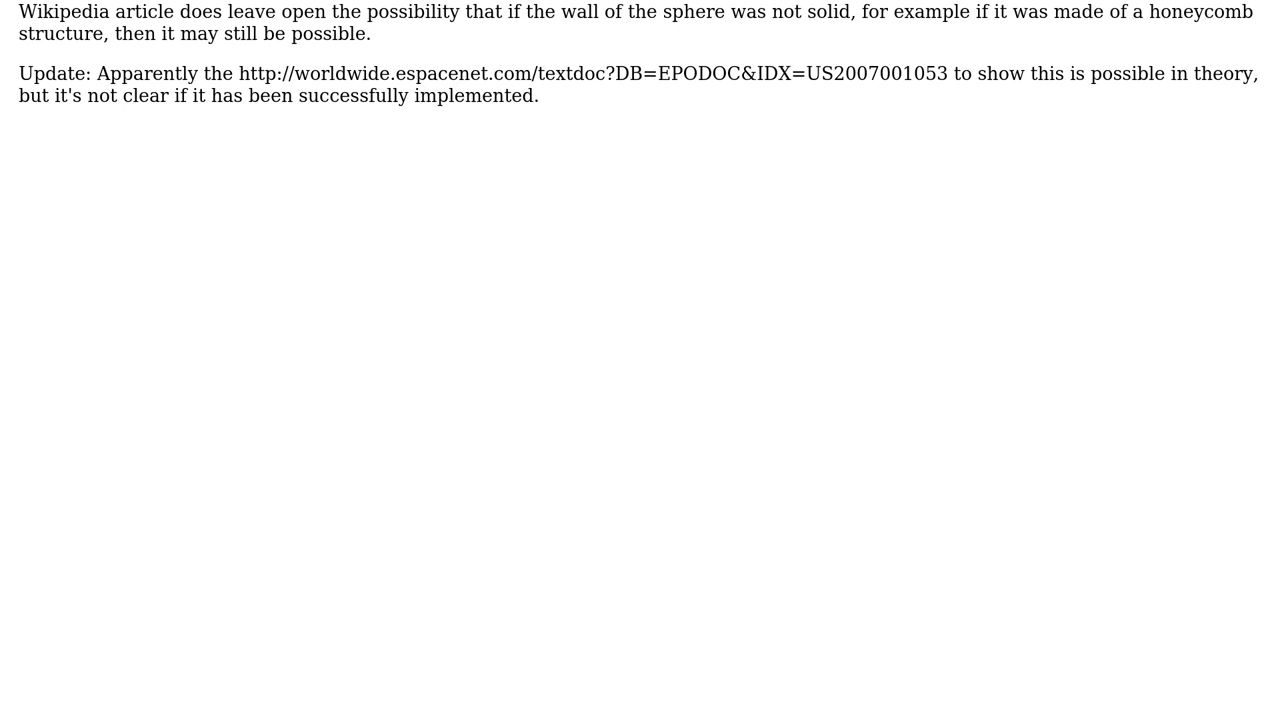 Wikipedia article does leave open the possibility that if the wall of the sphere was not solid, for example if it was made of a honeycomb
structure, then it may still be possible.
Update: Apparently the http://worldwide.espacenet.com/textdoc?DB=EPODOC&IDX=US2007001053 to show this is possible in theory,
but it's not clear if it has been successfully implemented.